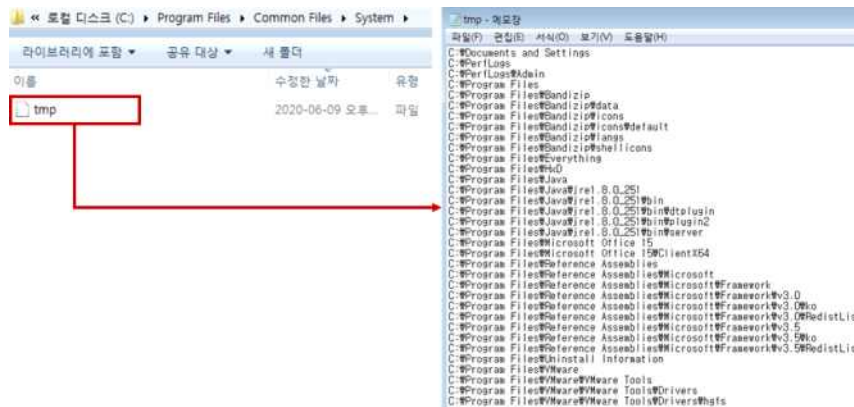 « 로컬 디스크 (C:) ▸ Program Files ▸ Common Files ▸ System ▸
라이브러리에 포함 ▼ 공유 대상 ▼ 새 폴더
이름 수정한 날짜 유형
tmp 2020-06-09 오후... 파일
tmp - 메모장
파일(F) 편집(E) 서식(O) 보기(V) 도움말(H)
C:₩Documents and Settings
C:₩PerfLogs
C:₩PerfLogs₩Admin
C:₩Program Files
C:₩Program Files₩Bandizip
C:₩Program Files₩Bandizip₩data
C:₩Program Files₩Bandizip₩icons
C:₩Program Files₩Bandizip₩icons₩default
C:₩Program Files₩Bandizip₩langs
C:₩Program Files₩Bandizip₩shellicons
C:₩Program Files₩Everything
C:₩Program Files₩HxD
C:₩Program Files₩Java
C:₩Program Files₩Java₩jre1.8.0_251
C:₩Program Files₩Java₩jre1.8.0_251₩bin
C:₩Program Files₩Java₩jre1.8.0_251₩bin₩dtplugin
C:₩Program Files₩Java₩jre1.8.0_251₩bin₩plugin2
C:₩Program Files₩Java₩jre1.8.0_251₩bin₩server
C:₩Program Files₩Microsoft Office 15
C:₩Program Files₩Microsoft Office 15₩ClientX64
C:₩Program Files₩Reference Assemblies
C:₩Program Files₩Reference Assemblies₩Microsoft
C:₩Program Files₩Reference Assemblies₩Microsoft₩Framework
C:₩Program Files₩Reference Assemblies₩Microsoft₩Framework₩v3.0
C:₩Program Files₩Reference Assemblies₩Microsoft₩Framework₩v3.0₩ko
C:₩Program Files₩Reference Assemblies₩Microsoft₩Framework₩v3.0₩RedistLis
C:₩Program Files₩Reference Assemblies₩Microsoft₩Framework₩v3.5
C:₩Program Files₩Reference Assemblies₩Microsoft₩Framework₩v3.5₩ko
C:₩Program Files₩Reference Assemblies₩Microsoft₩Framework₩v3.5₩RedistLis
C:₩Program Files₩Uninstall Information
C:₩Program Files₩VMware
C:₩Program Files₩VMware₩VMware Tools
C:₩Program Files₩VMware₩VMware Tools₩Drivers
C:₩Program Files₩VMware₩VMware Tools₩Drivers₩hgfs